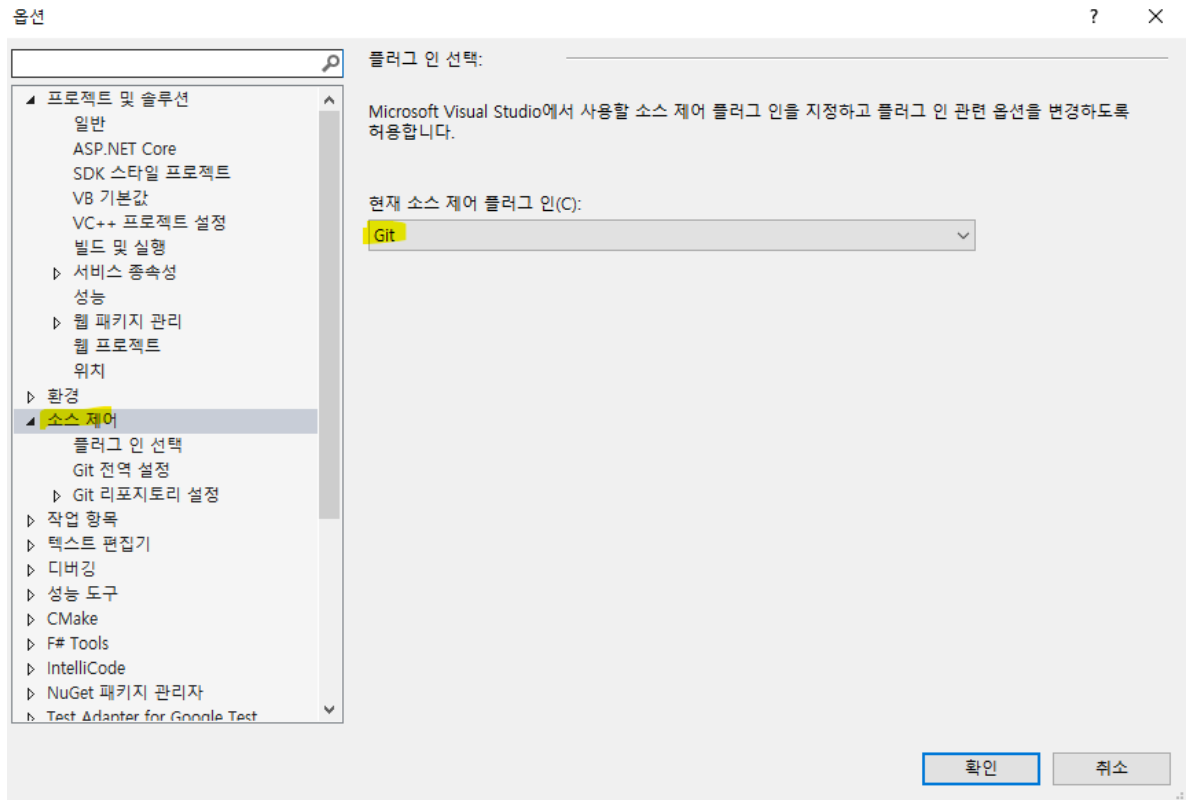 옵션
?
플러그 인 선택:
프로젝트 및 솔루션
일반
ASP.NET Core
SDK 스타일 프로젝트
VB 기본값
VC++ 프로젝트 설정
빌드 및 실행
서비스 종속성
성능
웹 패키지 관리
웹 프로젝트
위치
환경
소스 제어
플러그 인 선택
Git 전역 설정
Git 리포지토리 설정
작업 항목
텍스트 편집기
디버깅
성능 도구
CMake
F# Tools
IntelliCode
NuGet 패키지 관리자
Test Adapter for Google Test
Microsoft Visual Studio에서 사용할 소스 제어 플러그 인을 지정하고 플러그 인 관련 옵션을 변경하도록
허용합니다.
현재 소스 제어 플러그 인(C):
Git
확인
취소